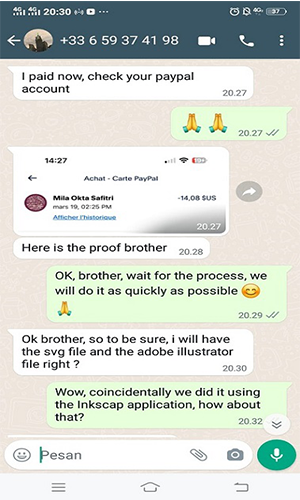 20:30
37
+33 6 59 37 41 98
I paid now, check your paypal
account
20.27
🙏 🙏
20.27
14:27
Achat - Carte PayPal
Mila Okta Safitri
-14,08 $US
mars 19, 02:25 PM
Afficher l'historique
20.27
Here is the proof brother
20.28
OK, brother, wait for the process, we
will do it as quickly as possible 😊
🙏
20.29
Ok brother, so to be sure, i will have
the svg file and the adobe illustrator
file right ?
20.30
Wow, coincidentally we did it using
the Inkscap application, how about
that?
20.32
Pesan